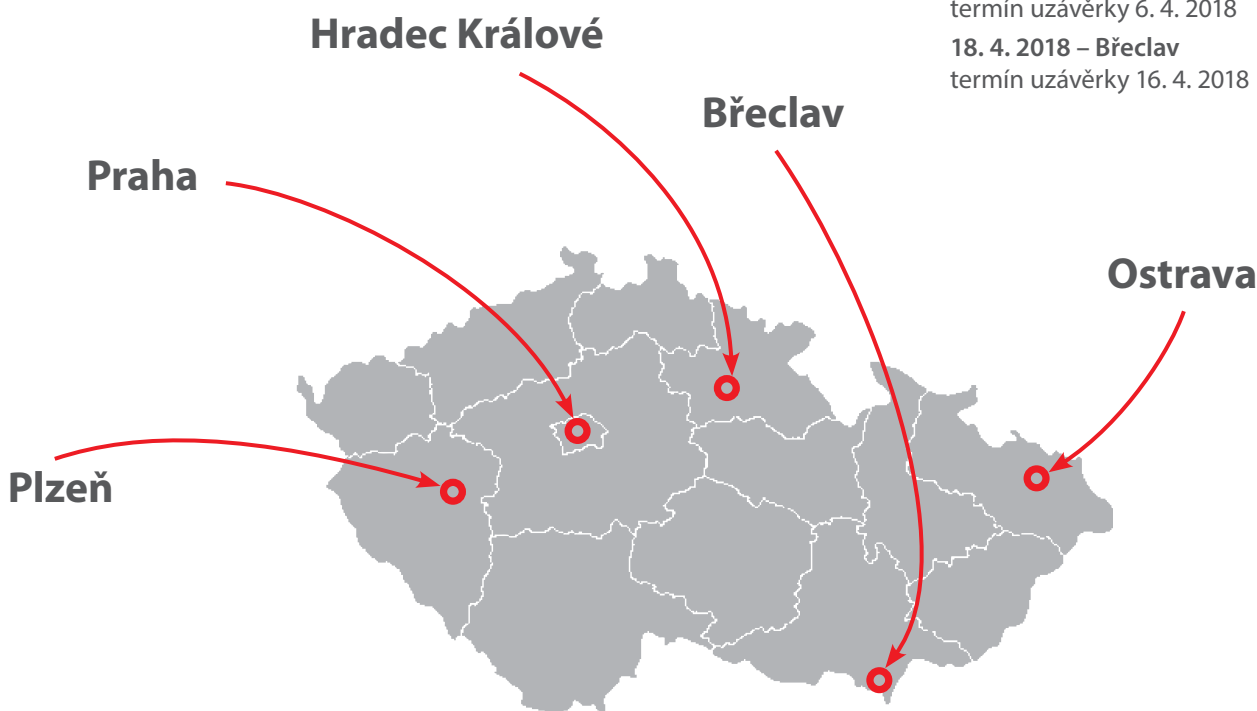 termín uzávěrky 6. 4. 2018
18. 4. 2018 – Břeclav
termín uzávěrky 16. 4. 2018
Hradec Králové
Břeclav
Praha
Ostrava
Plzeň